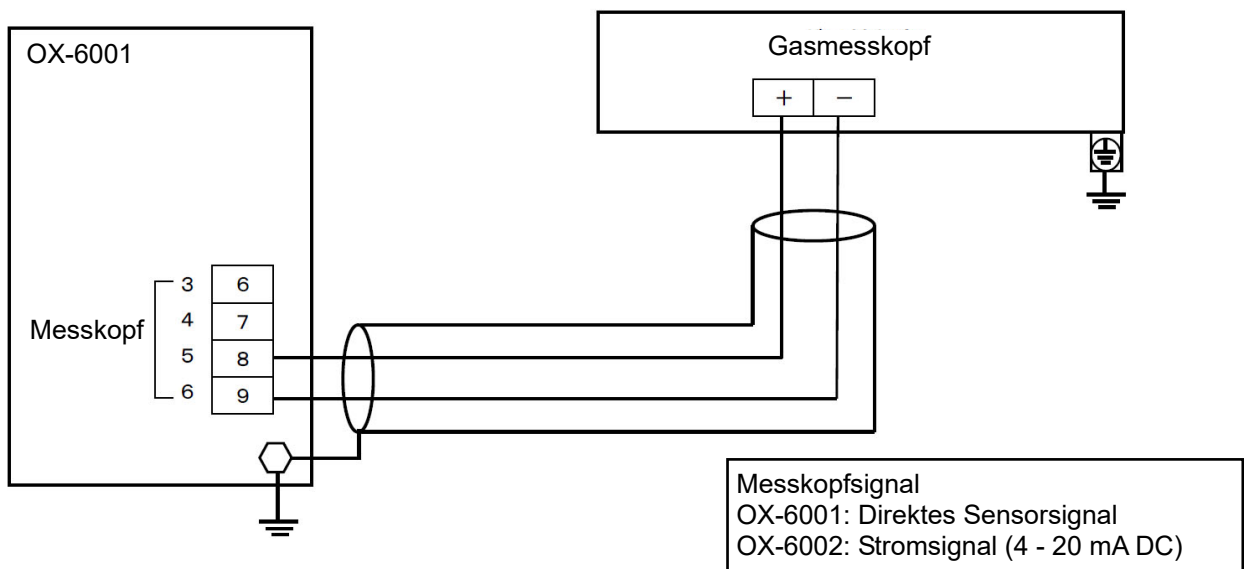 OX-6001
Gasmesskopf
+ −
Messkopf
3 6
4 7
5 8
6 9
Messkopfsignal
OX-6001: Direktes Sensorsignal
OX-6002: Stromsignal (4 - 20 mA DC)